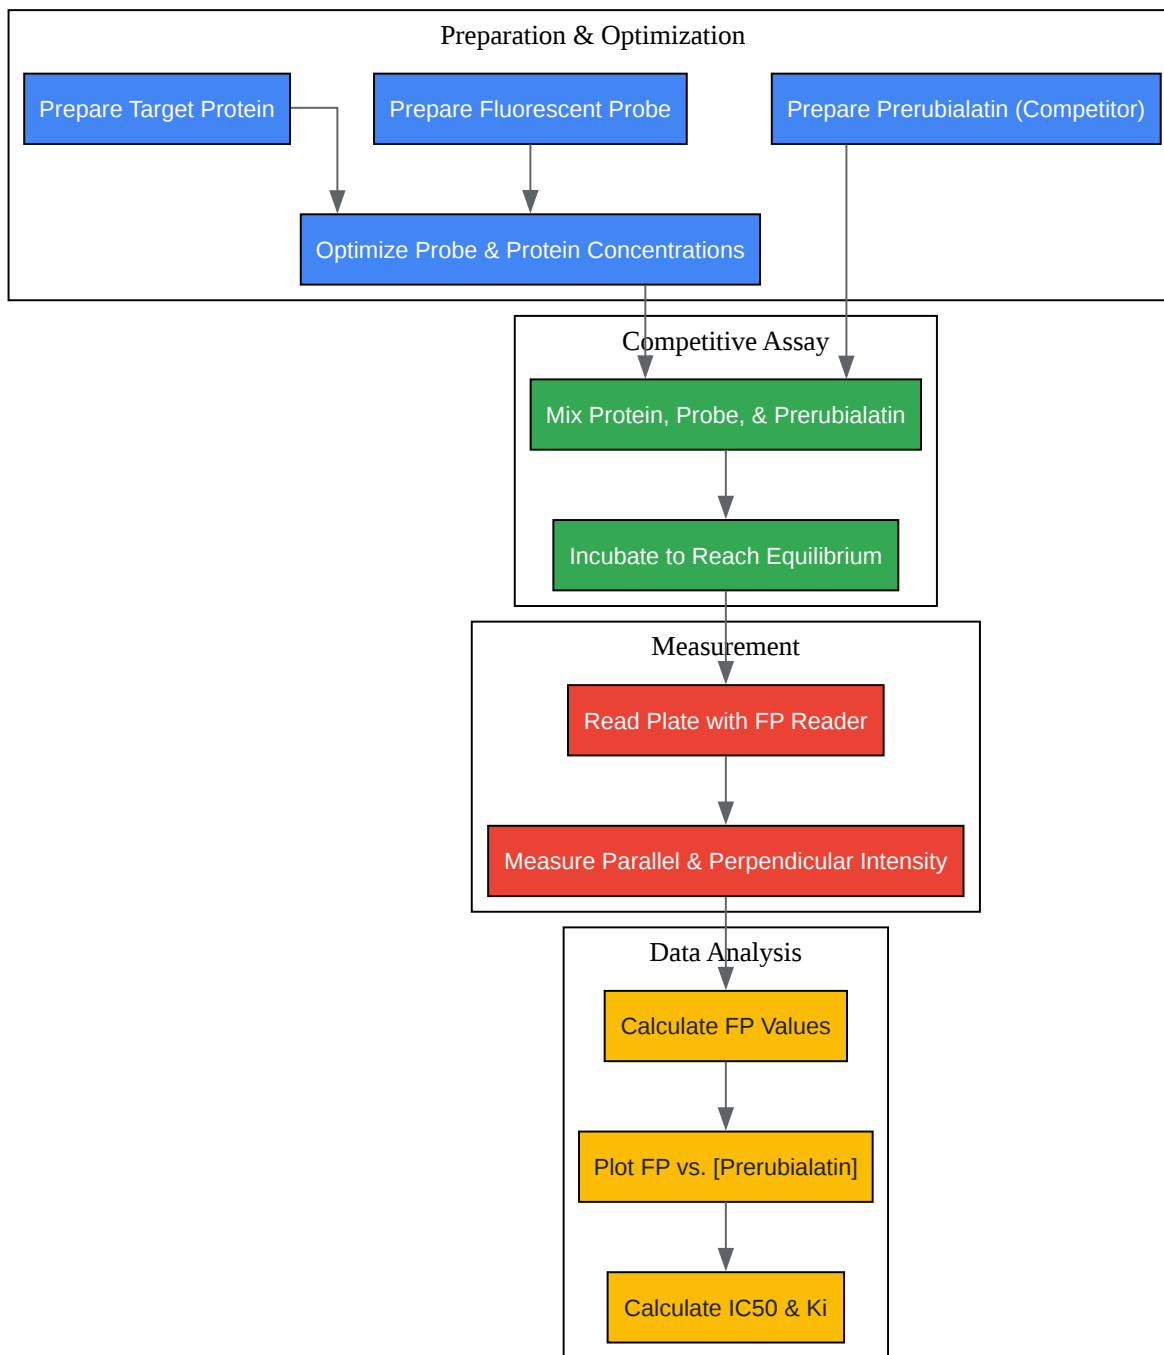 Preparation & Optimization
Prepare Target Protein
Prepare Fluorescent Probe
Prepare Prerubialatin (Competitor)
Optimize Probe & Protein Concentrations
Competitive Assay
Mix Protein, Probe, & Prerubialatin
Incubate to Reach Equilibrium
Measurement
Read Plate with FP Reader
Measure Parallel & Perpendicular Intensity
Data Analysis
Calculate FP Values
Plot FP vs. [Prerubialatin]
Calculate IC50 & Ki